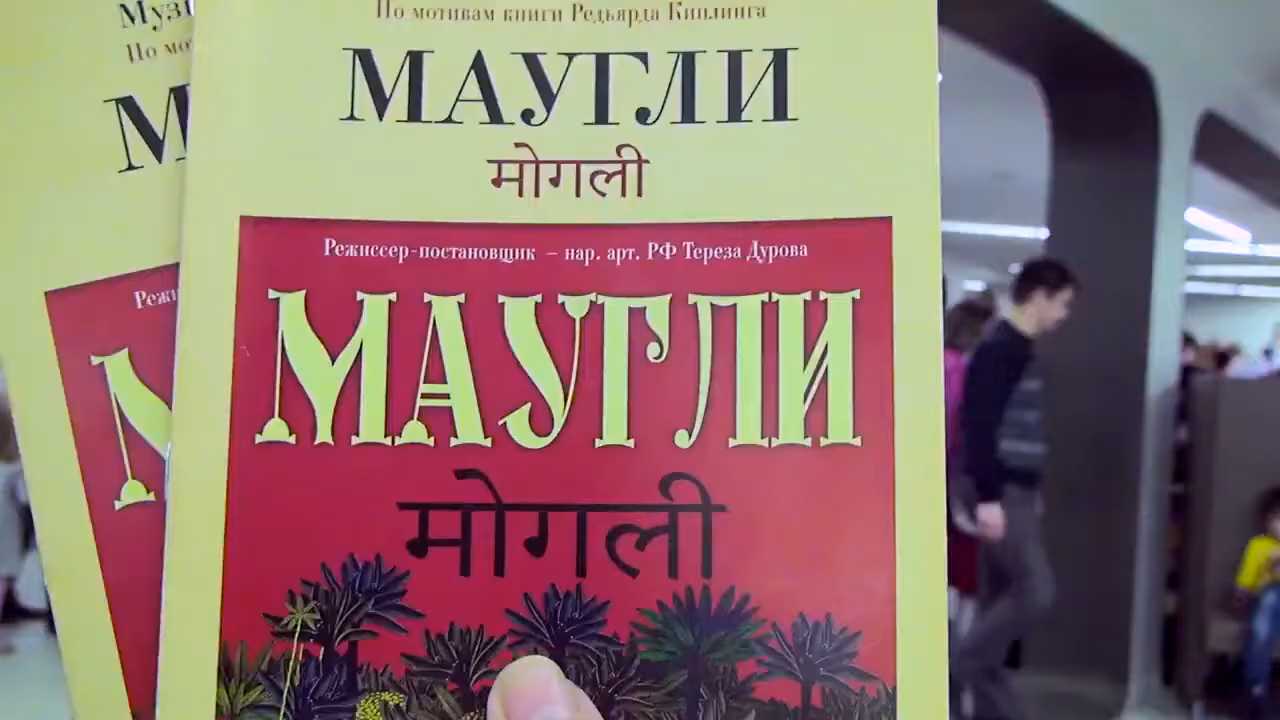 По мотивам книги Редьярда Киплинга
МАУГЛИ
मोगली
Режиссер-постановщик – нар. арт. РФ Тереза Дурова
МАУГЛИ
मोगली